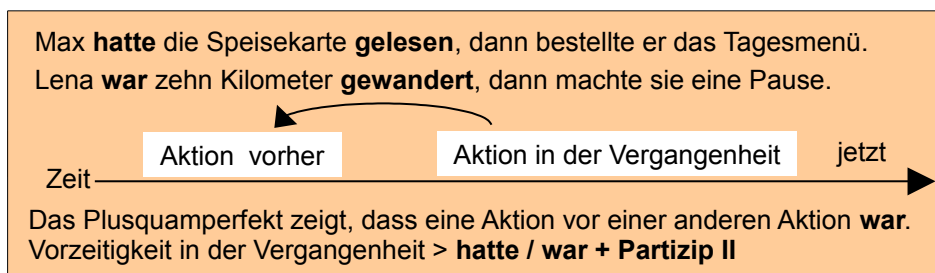 Max hatte die Speisekarte gelesen, dann bestellte er das Tagesmenü.
Lena war zehn Kilometer gewandert, dann machte sie eine Pause.
Aktion vorher
Aktion in der Vergangenheit
jetzt
Zeit
Das Plusquamperfekt zeigt, dass eine Aktion vor einer anderen Aktion war.
Vorzeitigkeit in der Vergangenheit > hatte / war + Partizip II